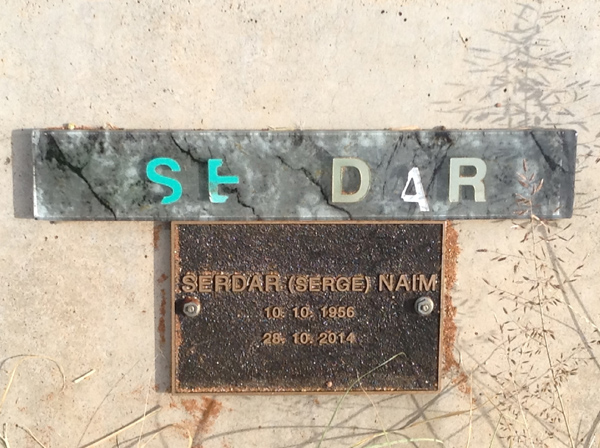 SE DAR
SERDAR (SERGE) NAIM
10. 10. 1956
28. 10. 2014